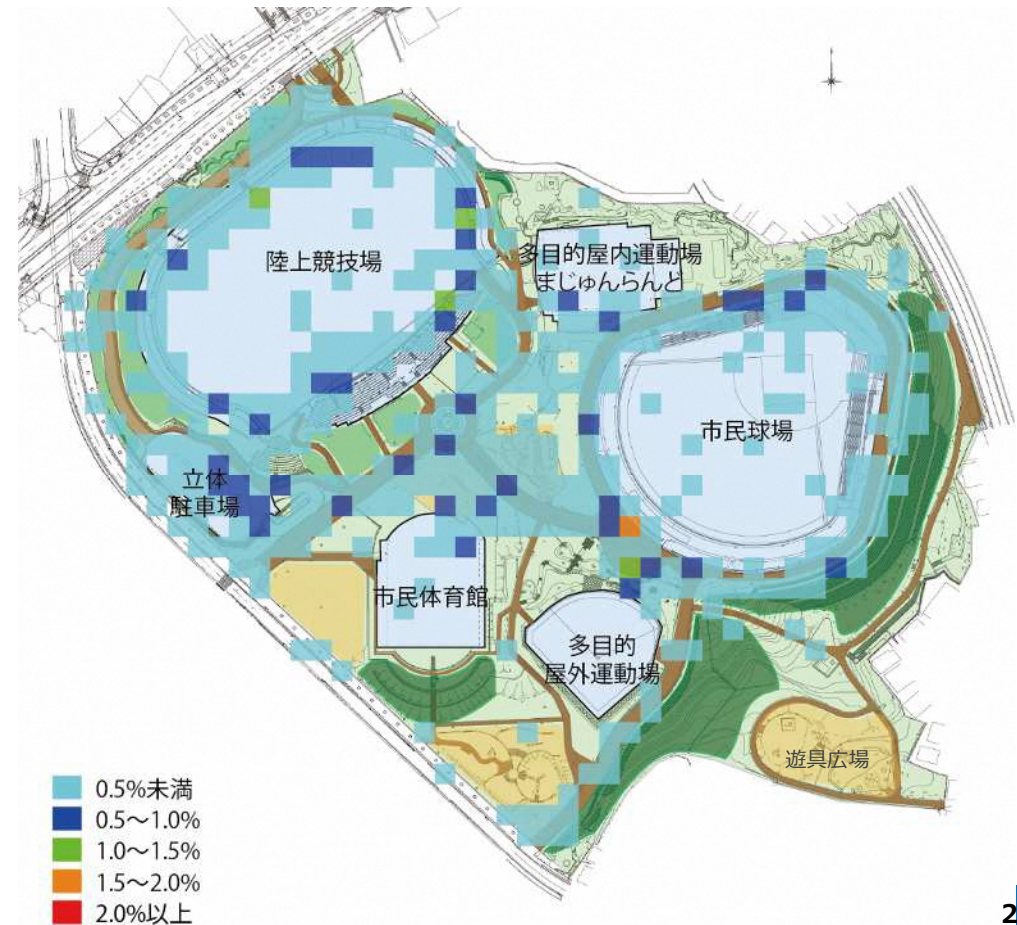 多目的屋内運動場
まじゅんらんど
陸上競技場
市民球場
立体
駐車場
市民体育館
多目的
屋外運動場
遊具広場
0.5%未満
0.5〜1.0%
1.0〜1.5%
1.5〜2.0%
2.0%以上
2